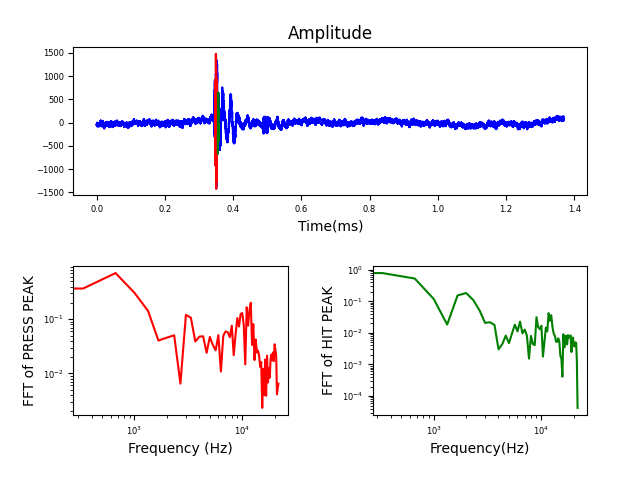 Amplitude
1500
1000
500
0
−500
−1000
−1500
0.0 0.2 0.4 0.6 0.8 1.0 1.2 1.4
Time(ms)
FFT of PRESS PEAK
10⁻¹
10⁻²
10³ 10⁴
Frequency (Hz)
FFT of HIT PEAK
10⁰
10⁻¹
10⁻²
10⁻³
10⁻⁴
10³ 10⁴
Frequency(Hz)